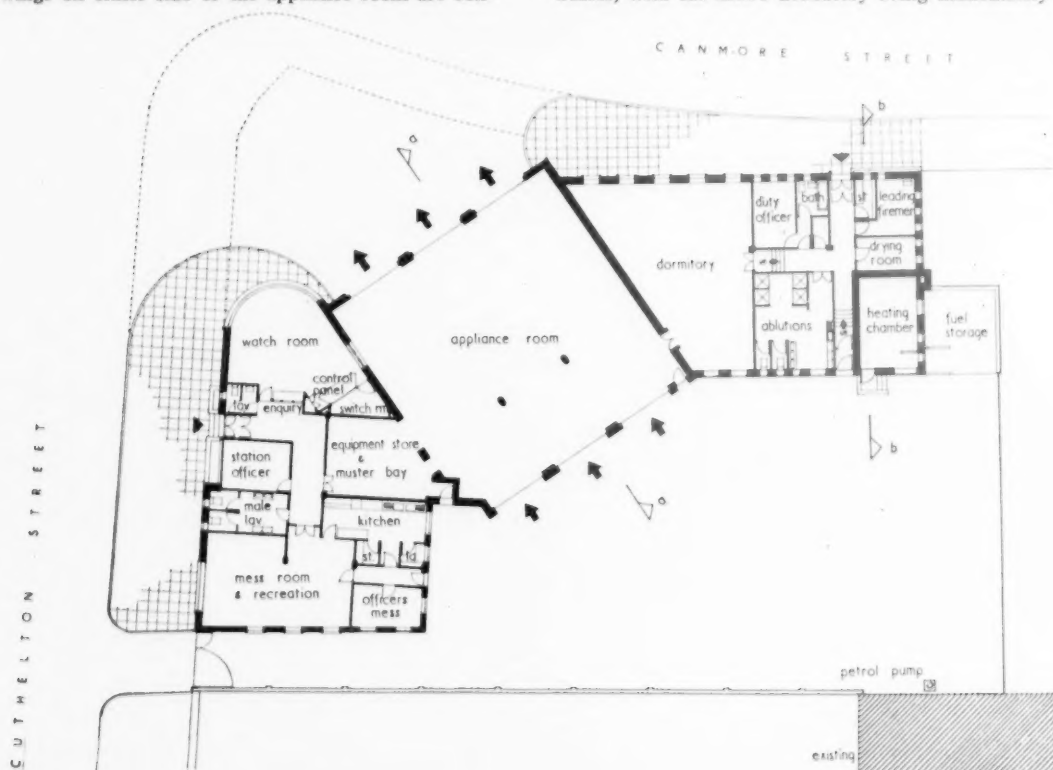 CANMORE STREET
b
a
duty officer
bath
st
leading firemen
drying room
dormitory
heating chamber
fuel storage
ablutions
watch room
appliance room
control panel
lav
enquiry
switch rm
equipment store & muster bay
station officer
male lav
kitchen
st
mess room & recreation
officers mess
a
b
CUTHELTON STREET
petrol pump
existing